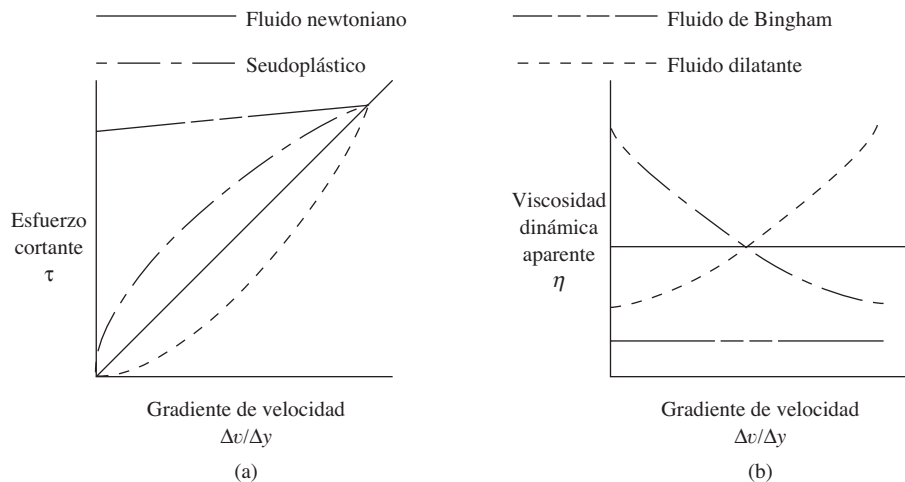 Fluido newtoniano
Seudoplástico
Fluido de Bingham
Fluido dilatante
Esfuerzo
cortante
τ
Gradiente de velocidad
Δv/Δy
(a)
Viscosidad
dinámica
aparente
η
Gradiente de velocidad
Δv/Δy
(b)